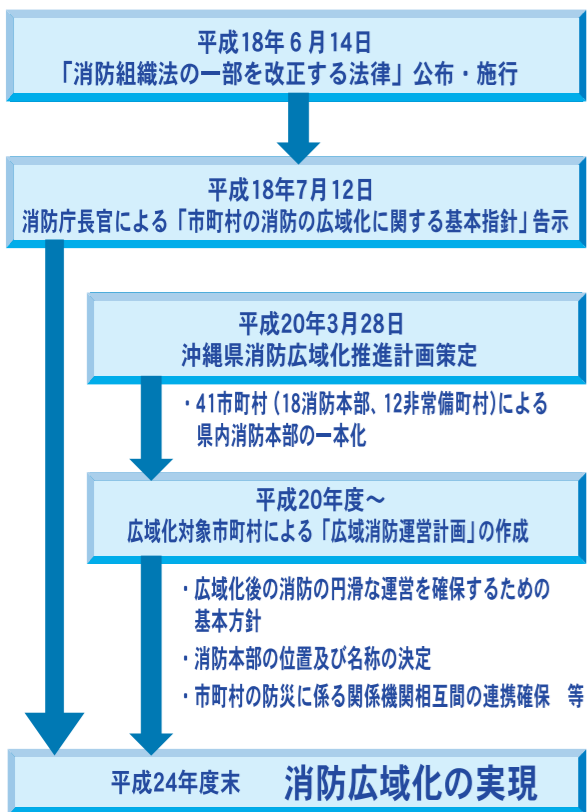 平成18年6月14日
「消防組織法の一部を改正する法律」公布・施行
平成18年7月12日
消防庁長官による「市町村の消防の広域化に関する基本指針」告示
平成20年3月28日
沖縄県消防広域化推進計画策定
・41市町村(18消防本部、12非常備町村)による
県内消防本部の一本化
平成20年度～
広域化対象市町村による「広域消防運営計画」の作成
・広域化後の消防の円滑な運営を確保するための
基本方針
・消防本部の位置及び名称の決定
・市町村の防災に係る関係機関相互間の連携確保　等
平成24年度末　消防広域化の実現